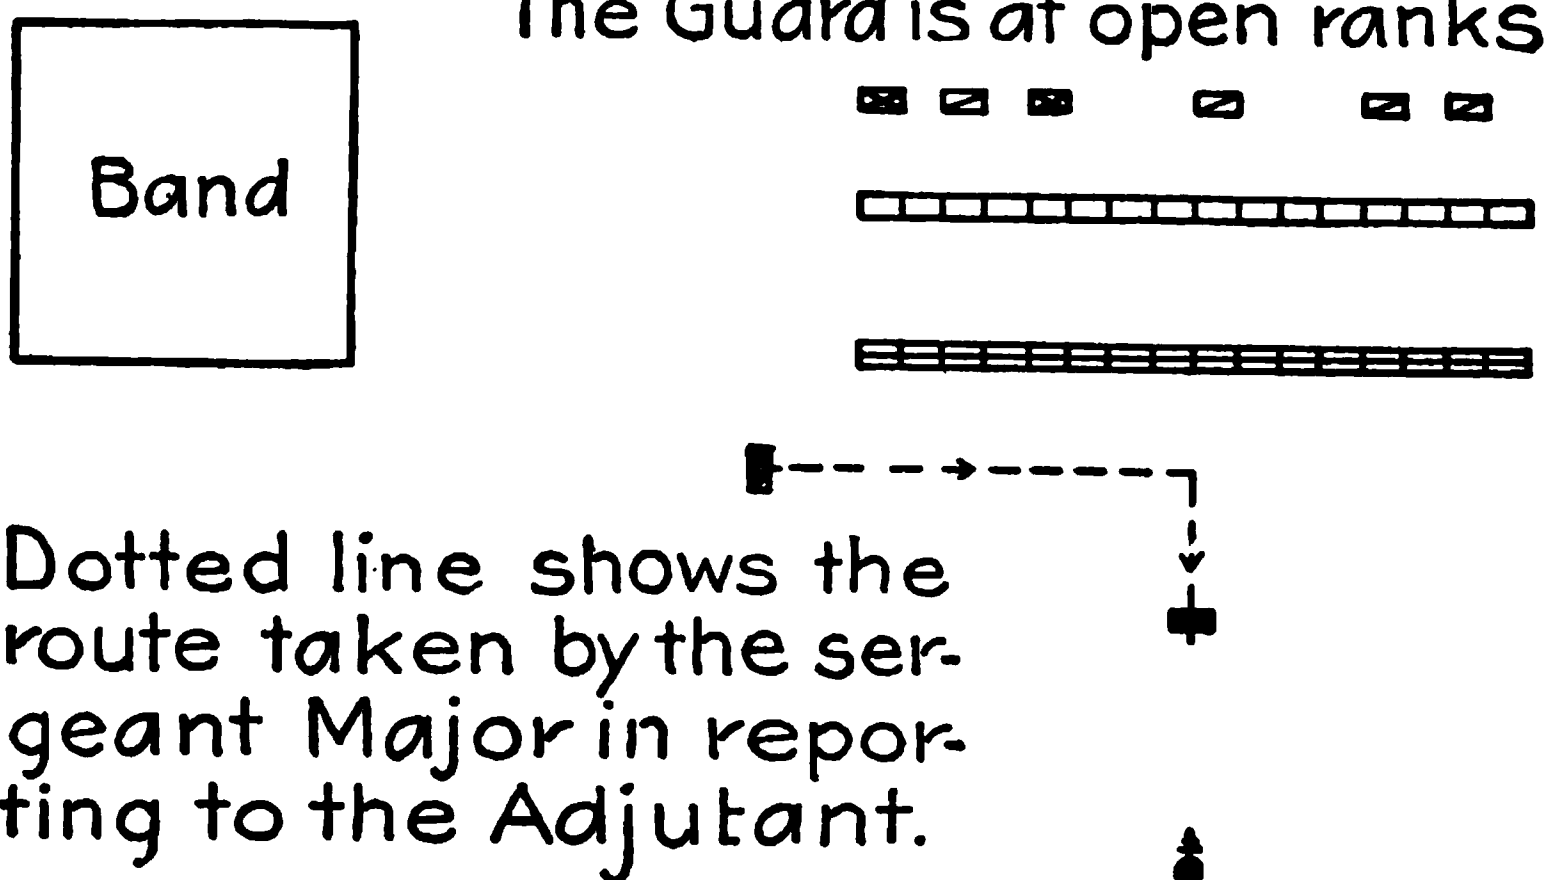 The Guard is at open ranks
Band
Dotted line shows the
route taken by the ser-
geant Major in repor-
ting to the Adjutant.